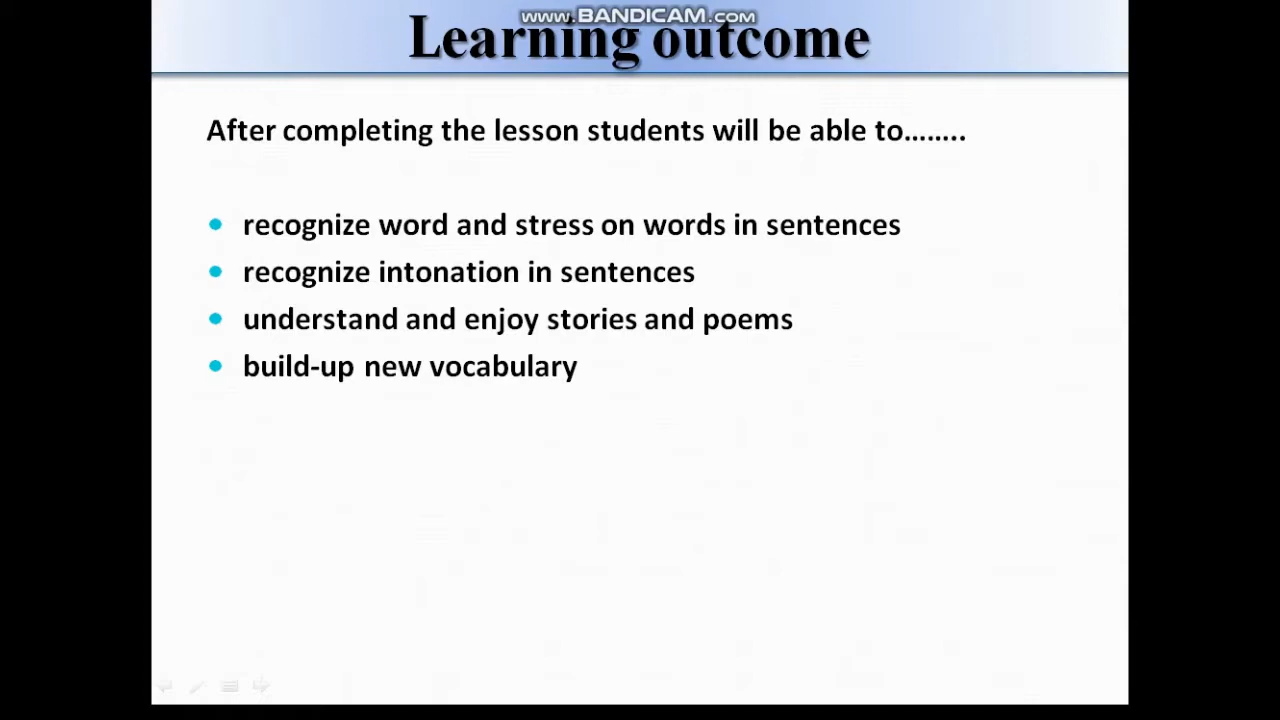 www.BANDICAM.com
Learning outcome
After completing the lesson students will be able to........
recognize word and stress on words in sentences
recognize intonation in sentences
understand and enjoy stories and poems
build-up new vocabulary